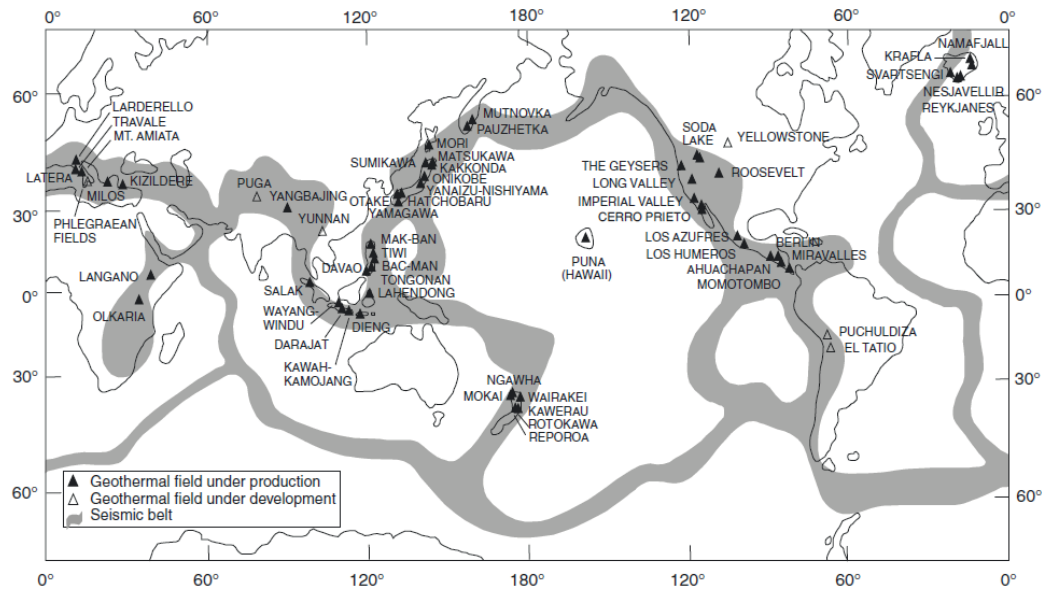 0°
60°
120°
180°
120°
60°
0°
NAMAFJALL
KRAFLA
SVARTSENGI
NESJAVELLIR
REYKJANES
60°
60°
LARDERELLO
TRAVALE
MT. AMIATA
LATERA
MILOS
KIZILDERE
PHLEGRAEAN
FIELDS
PUGA
YANGBAJING
YUNNAN
MUTNOVKA
PAUZHETKA
MORI
MATSUKAWA
SUMIKAWA
KAKKONDA
ONIKOBE
YANAIZU-NISHIYAMA
OTAKE
HATCHOBARU
YAMAGAWA
SODA
LAKE
YELLOWSTONE
THE GEYSERS
ROOSEVELT
LONG VALLEY
IMPERIAL VALLEY
CERRO PRIETO
30°
30°
MAK-BAN
TIWI
DAVAO
BAC-MAN
TONGONAN
LAHENDONG
LANGANO
OLKARIA
SALAK
WAYANG-
WINDU
DIENG
DARAJAT
KAWAH-
KAMOJANG
PUNA
(HAWAII)
LOS AZUFRES
BERLIN
LOS HUMEROS
MIRAVALLES
AHUACHAPAN
MOMOTOMBO
0°
0°
PUCHULDIZA
EL TATIO
30°
30°
NGAWHA
MOKAI
WAIRAKEI
KAWERAU
ROTOKAWA
REPOROA
Geothermal field under production
Geothermal field under development
Seismic belt
60°
60°
0°
60°
120°
180°
120°
60°
0°